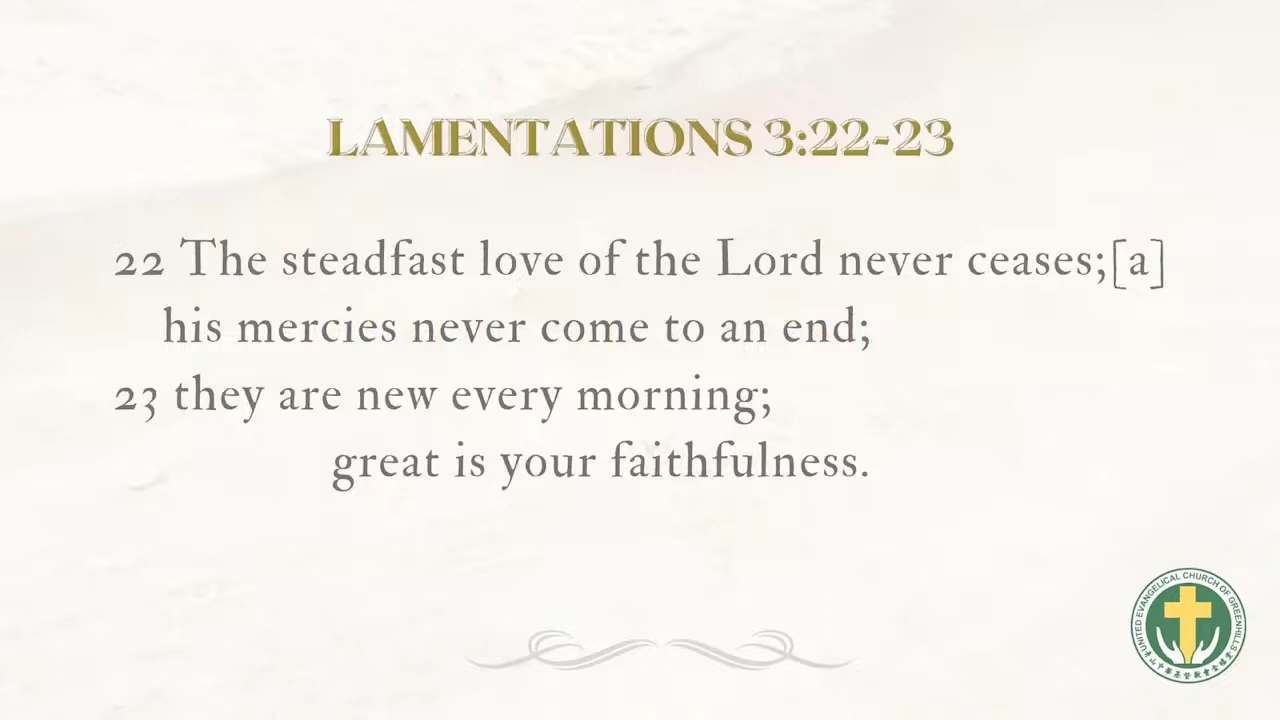 LAMENTATIONS 3:22-23
22 The steadfast love of the Lord never ceases;[a]
his mercies never come to an end;
23 they are new every morning;
great is your faithfulness.
UNITED EVANGELICAL CHURCH OF GREENHILLS